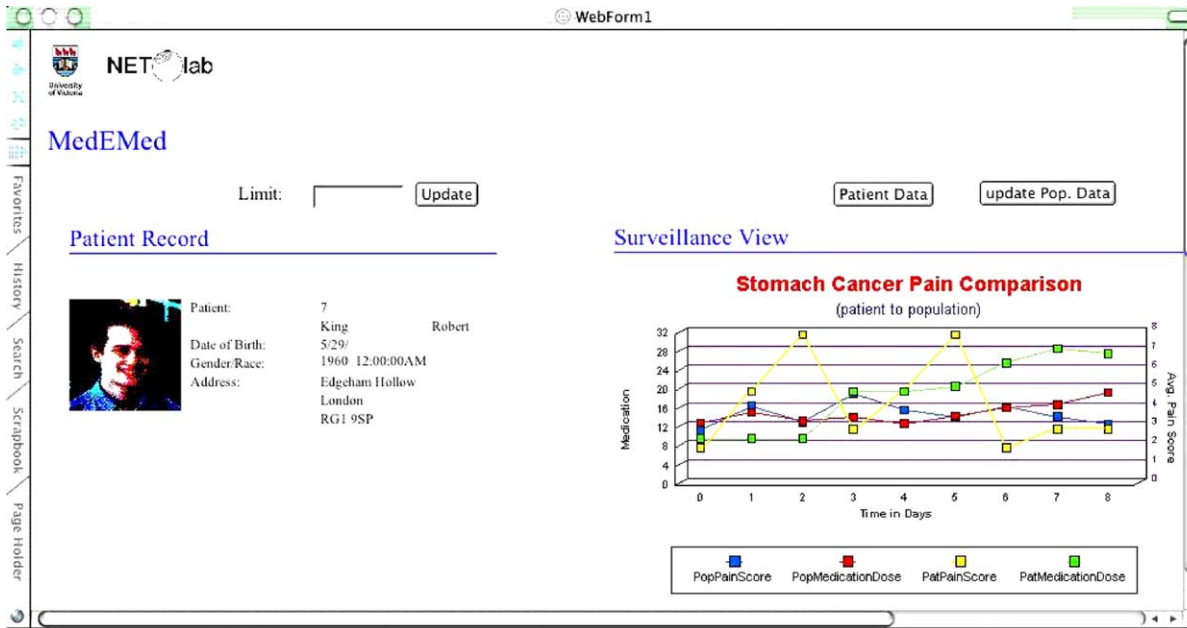 WebForm1
University
of Victoria
NET lab
MedEMed
Limit:
Update
Patient Data
update Pop. Data
Favorites
History
Search
Scrapbook
Page Holder
Patient Record
Patient: 7
King Robert
Date of Birth: 5/29/
Gender/Race: 1960 12:00:00AM
Address: Edgeham Hollow
London
RG1 9SP
Surveillance View
Stomach Cancer Pain Comparison
(patient to population)
Medication
32
28
24
20
16
12
8
4
0
8
7
6
5
4
3
2
1
0
Avg. Pain Score
0 1 2 3 4 5 6 7 8
Time in Days
PopPainScore PopMedicationDose PatPainScore PatMedicationDose